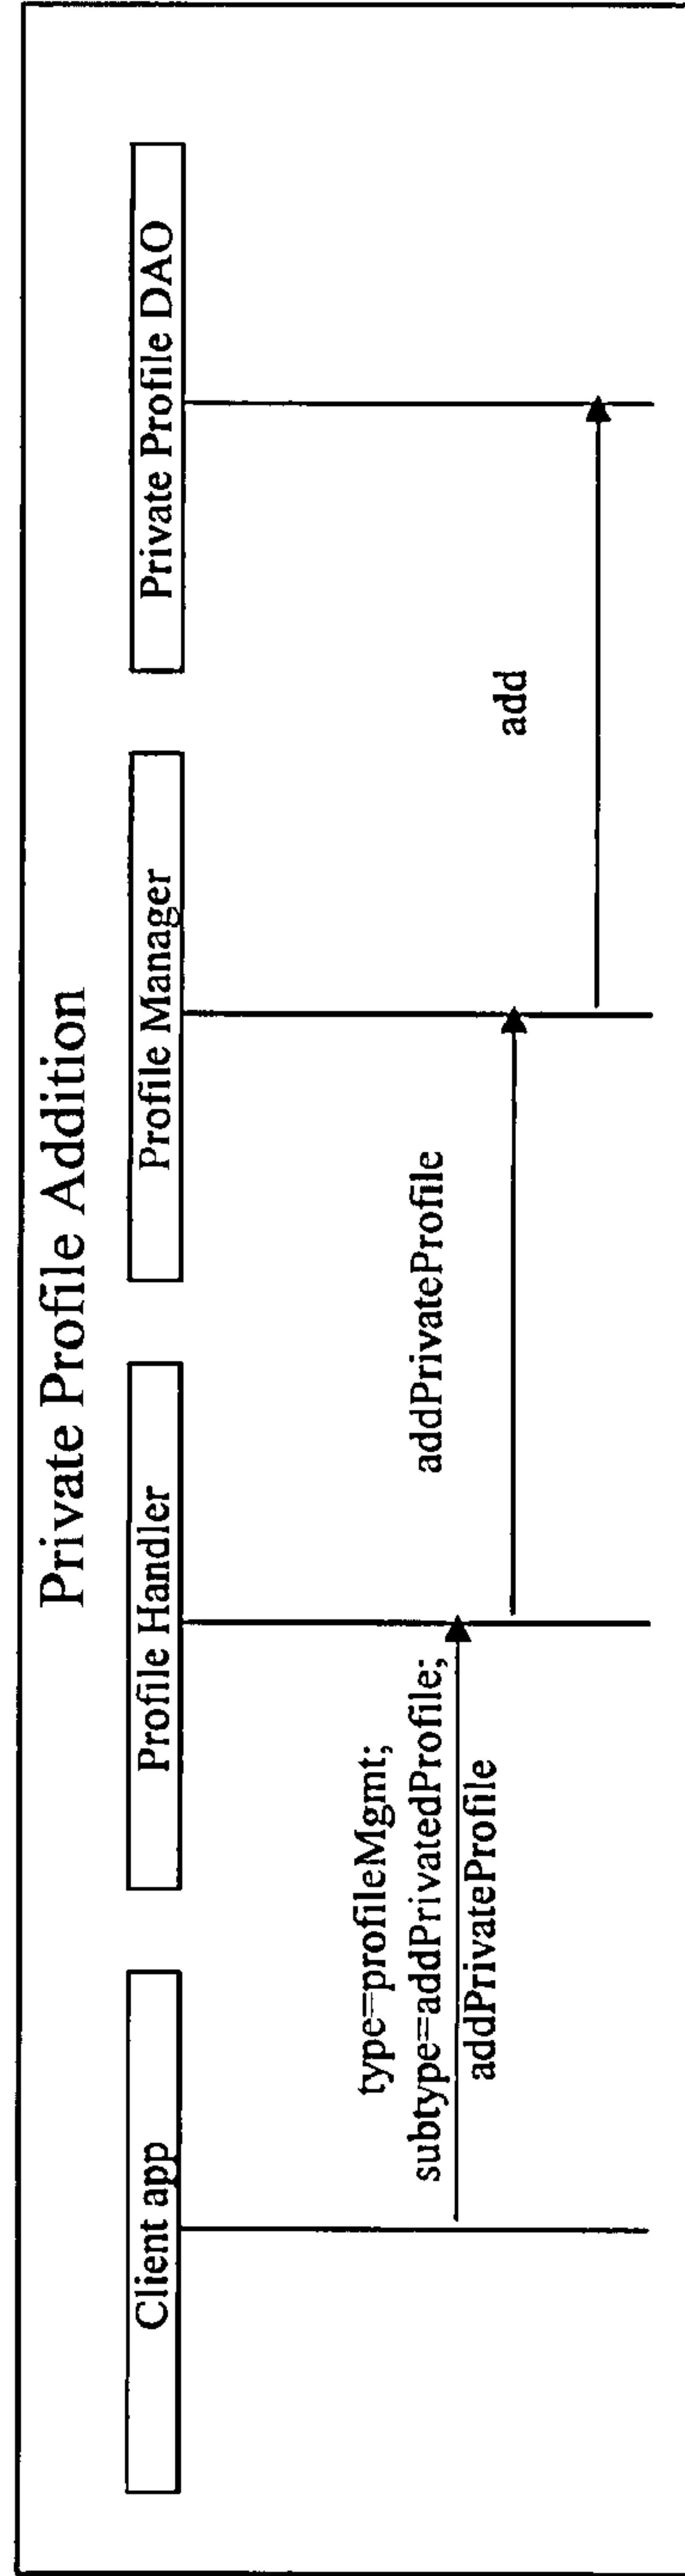 Private Profile Addition
Client app
Profile Handler
Profile Manager
Private Profile DAO
type=profileMgmt;
subtype=addPrivatedProfile;
addPrivateProfile
addPrivateProfile
add